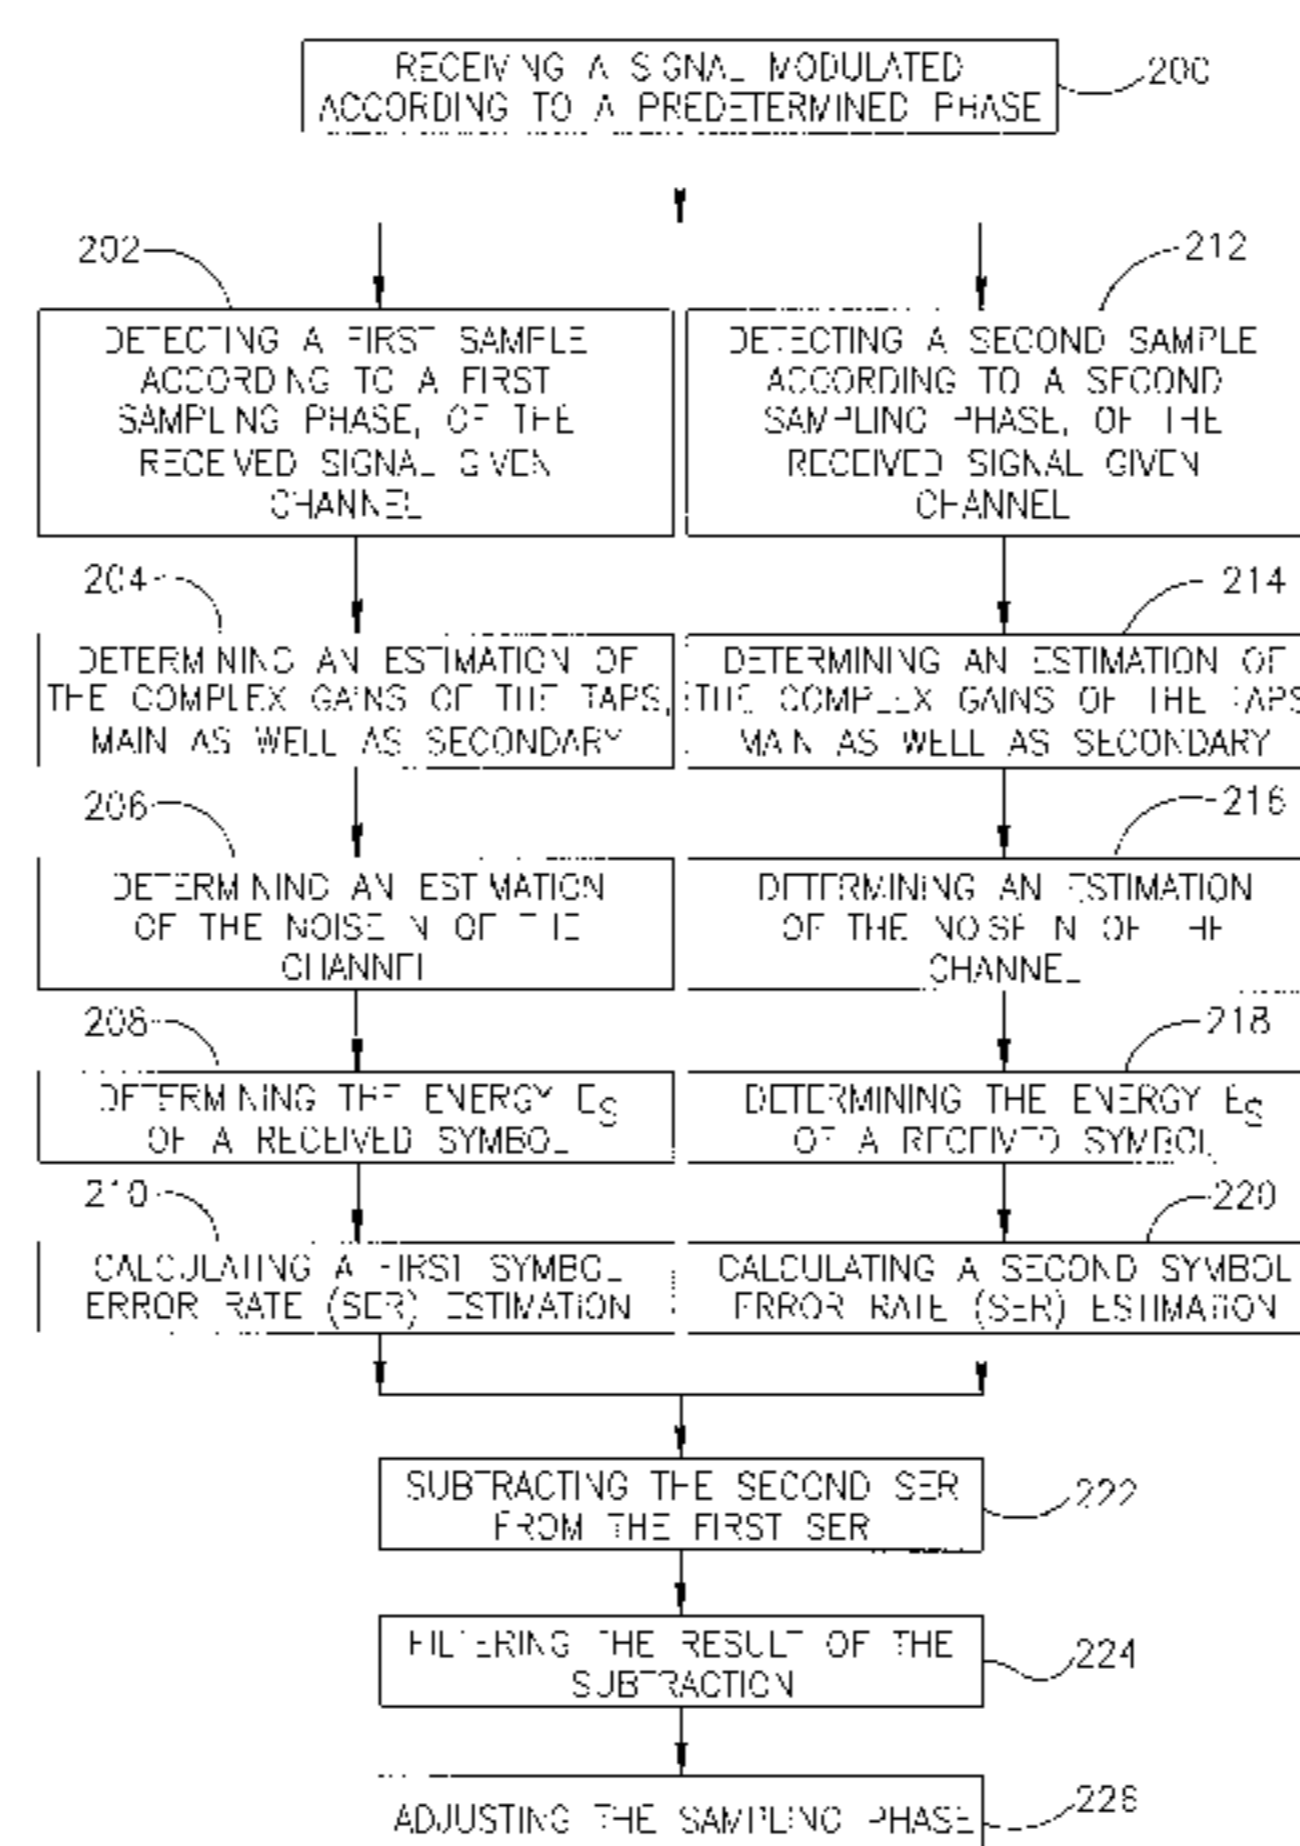 RECEIVING A SIGNAL MODULATED
ACCORDING TO A PREDETERMINED PHASE
200
202
DETECTING A FIRST SAMPLE
ACCORDING TO A FIRST
SAMPLING PHASE, OF THE
RECEIVED SIGNAL GIVEN
CHANNEL
212
DETECTING A SECOND SAMPLE
ACCORDING TO A SECOND
SAMPLING PHASE, OF THE
RECEIVED SIGNAL GIVEN
CHANNEL
204
DETERMINING AN ESTIMATION OF
THE COMPLEX GAINS OF THE TAPS,
MAIN AS WELL AS SECONDARY
214
DETERMINING AN ESTIMATION OF
THE COMPLEX GAINS OF THE TAPS
MAIN AS WELL AS SECONDARY
206
DETERMINING AN ESTIMATION
OF THE NOISE N OF THE
CHANNEL
216
DETERMINING AN ESTIMATION
OF THE NOISE N OF THE
CHANNEL
208
DETERMINING THE ENERGY ES
OF A RECEIVED SYMBOL
218
DETERMINING THE ENERGY ES
OF A RECEIVED SYMBOL
210
CALCULATING A FIRST SYMBOL
ERROR RATE (SER) ESTIMATION
220
CALCULATING A SECOND SYMBOL
ERROR RATE (SER) ESTIMATION
SUBTRACTING THE SECOND SER
FROM THE FIRST SER
222
FILTERING THE RESULT OF THE
SUBTRACTION
224
ADJUSTING THE SAMPLING PHASE
226